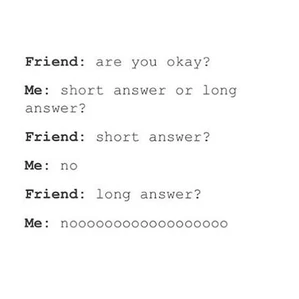 Friend: are you okay?
Me: short answer or long
answer?
Friend: short answer?
Me: no
Friend: long answer?
Me: noooooooooooooooooo